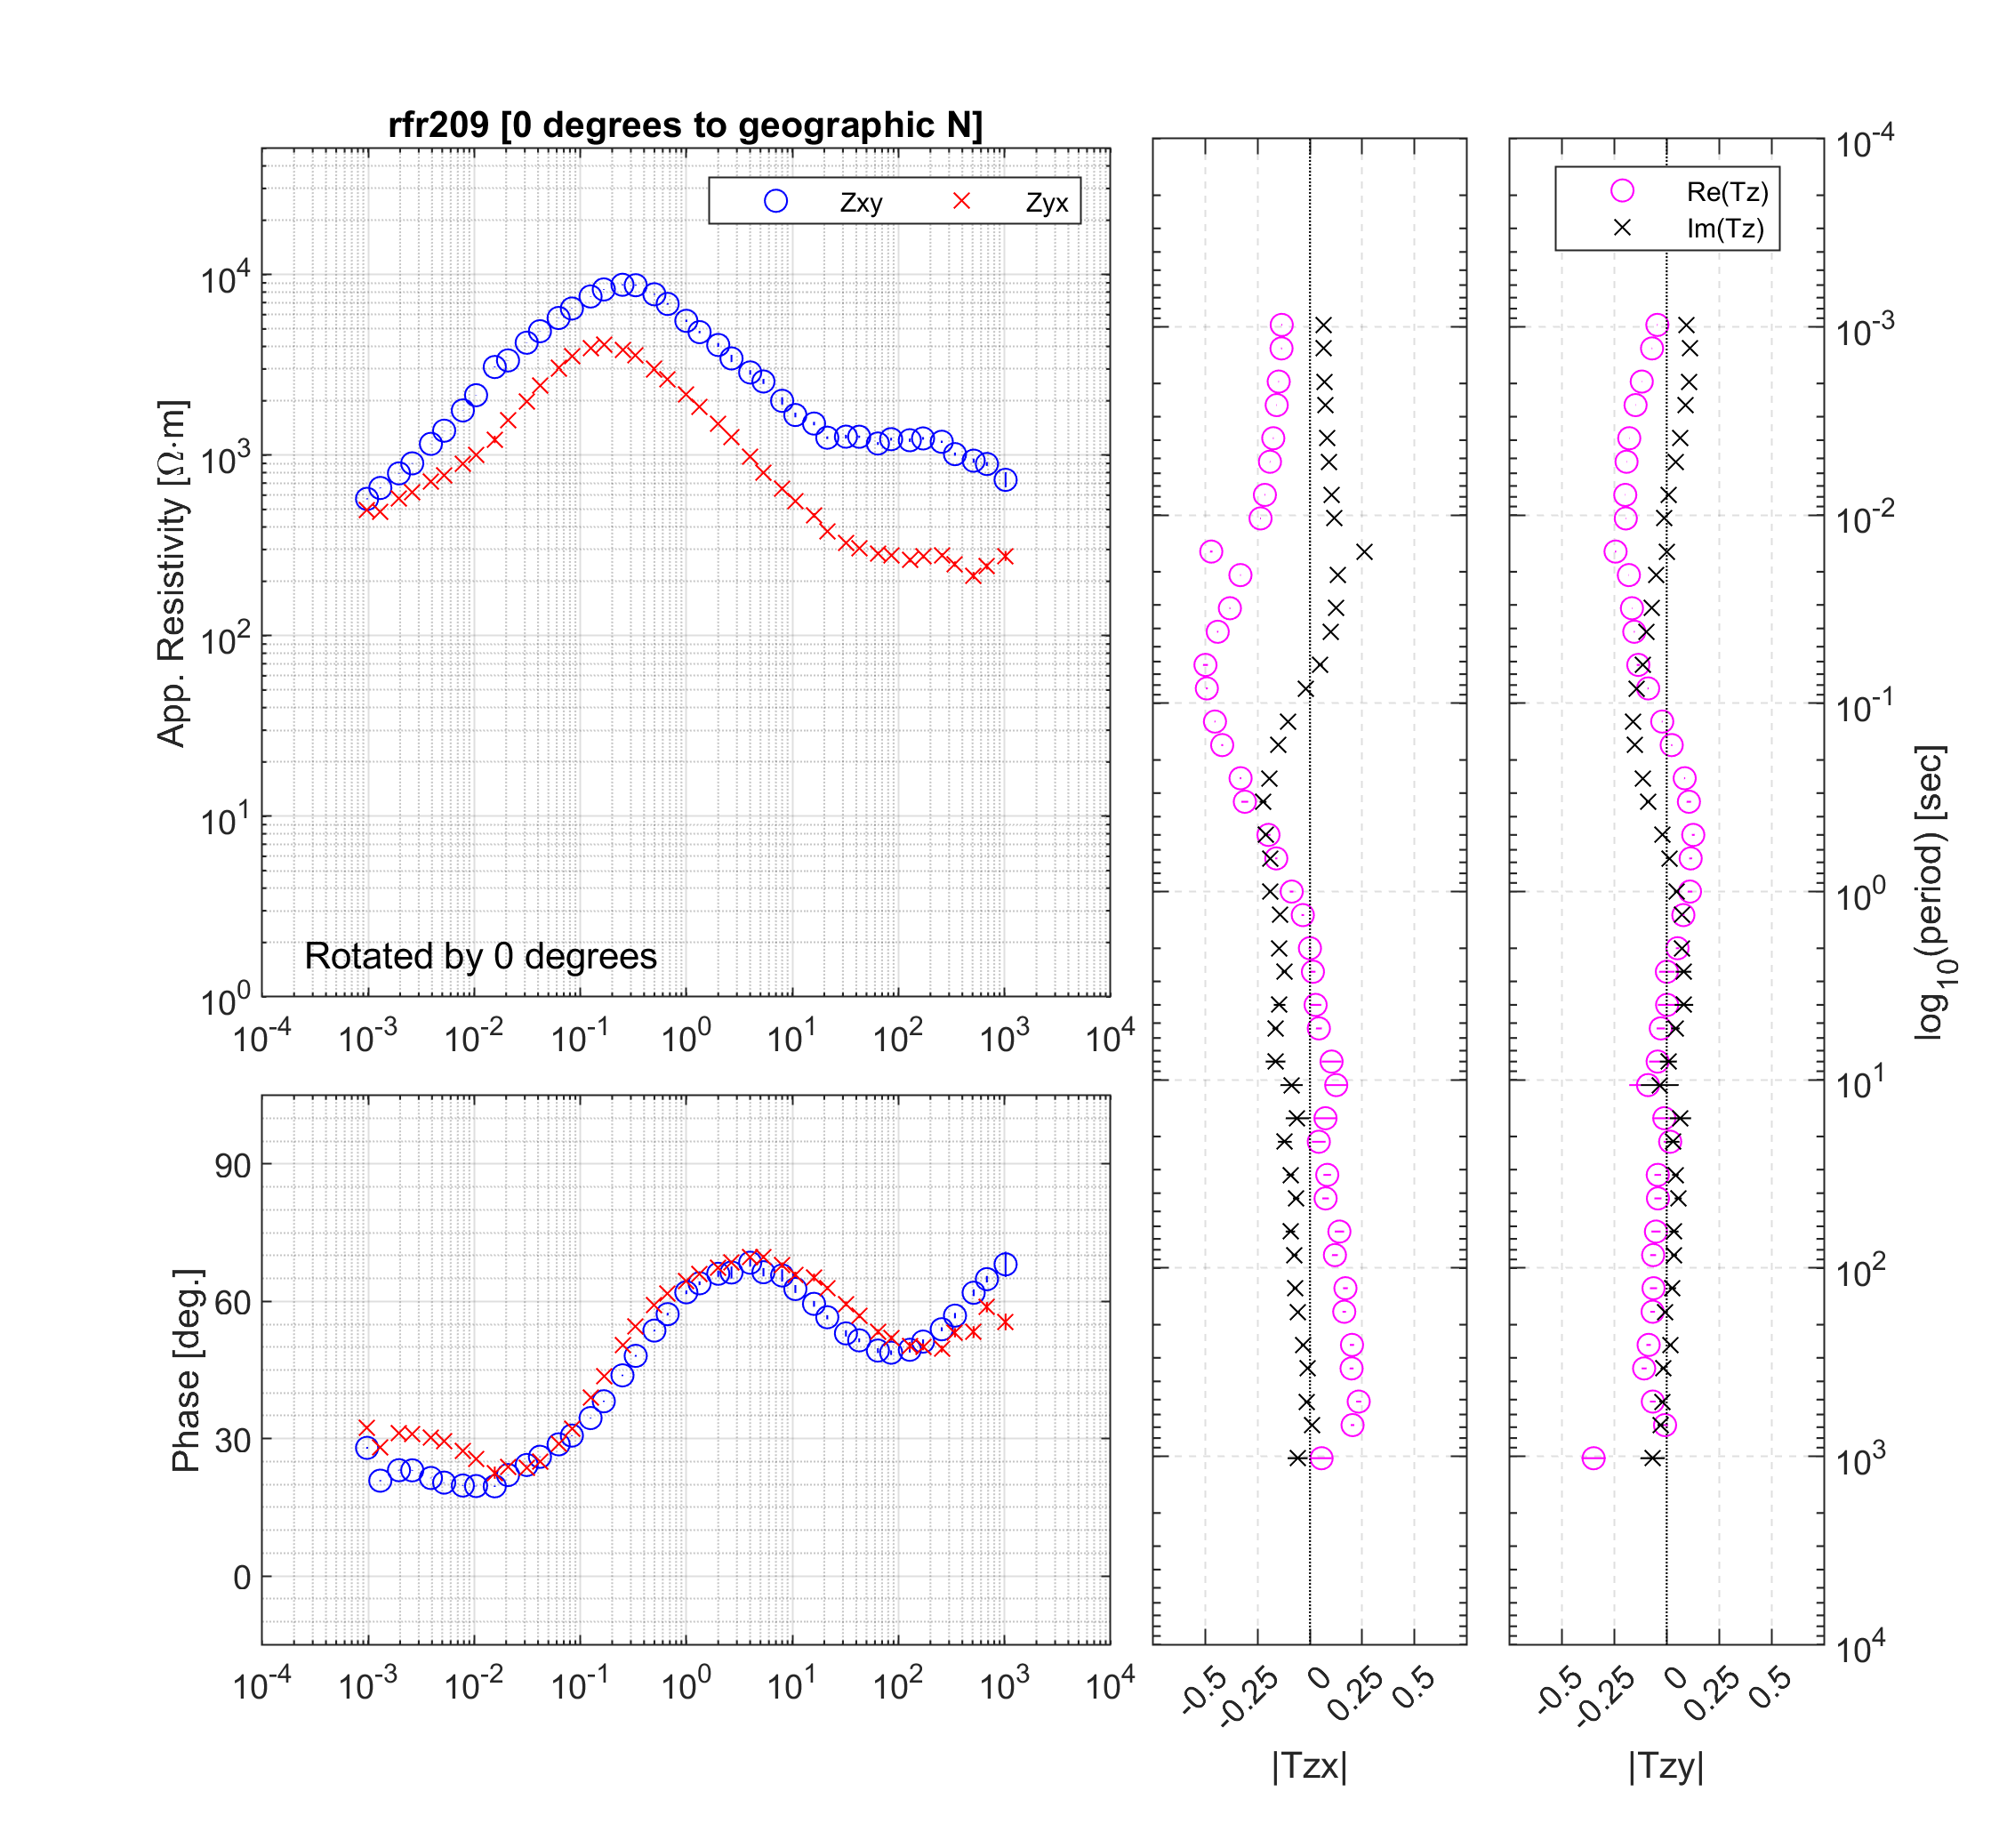 rfr209 [0 degrees to geographic N]
Zxy Zyx
App. Resistivity [Ω·m]
10^4
10^3
10^2
10^1
10^0
Rotated by 0 degrees
10^-4 10^-3 10^-2 10^-1 10^0 10^1 10^2 10^3 10^4
Phase [deg.]
90
60
30
0
10^-4 10^-3 10^-2 10^-1 10^0 10^1 10^2 10^3 10^4
-0.5 -0.25 0 0.25 0.5
|Tzx|
Re(Tz)
Im(Tz)
10^-4
10^-3
10^-2
10^-1
10^0
10^1
10^2
10^3
10^4
log10(period) [sec]
-0.5 -0.25 0 0.25 0.5
|Tzy|